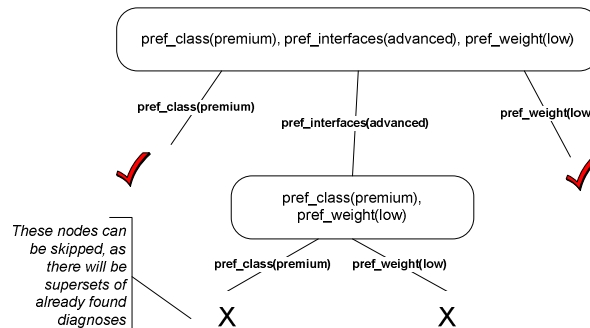 pref_class(premium), pref_interfaces(advanced), pref_weight(low)
pref_class(premium)
pref_interfaces(advanced)
pref_weight(low
pref_class(premium),
pref_weight(low)
pref_class(premium)
pref_weight(low)
These nodes can
be skipped, as
there will be
supersets of
already found
diagnoses
X
X